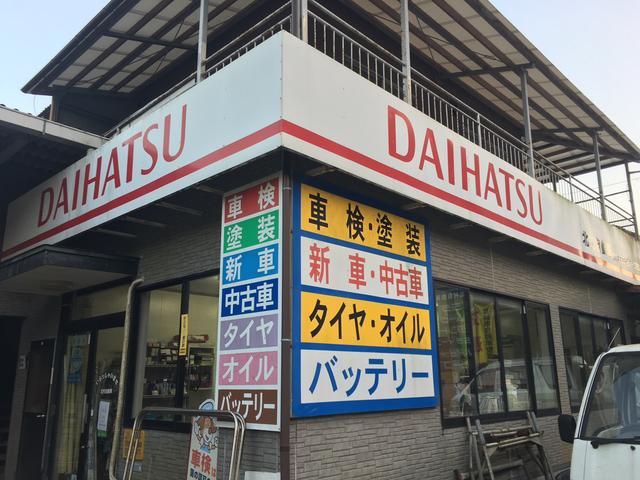 DAIHATSU
DAIHATSU
車検
塗装
新車
中古車
タイヤ
オイル
バッテリー
車検・塗装
新車・中古車
タイヤ・オイル
バッテリー
車検